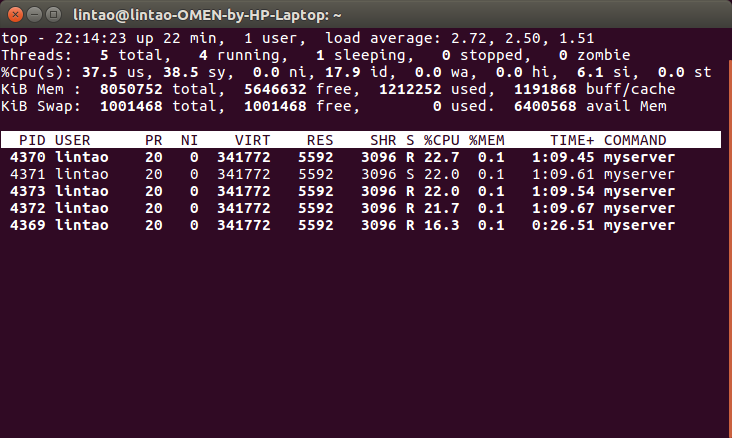 lintao@lintao-OMEN-by-HP-Laptop: ~
top - 22:14:23 up 22 min,  1 user,  load average: 2.72, 2.50, 1.51
Threads:   5 total,   4 running,   1 sleeping,   0 stopped,   0 zombie
%Cpu(s): 37.5 us, 38.5 sy,  0.0 ni, 17.9 id,  0.0 wa,  0.0 hi,  6.1 si,  0.0 st
KiB Mem :  8050752 total,  5646632 free,  1212252 used,  1191868 buff/cache
KiB Swap:  1001468 total,  1001468 free,        0 used.  6400568 avail Mem
PID USER      PR  NI    VIRT    RES    SHR S %CPU %MEM     TIME+ COMMAND
4370 lintao    20   0  341772   5592   3096 R 22.7  0.1   1:09.45 myserver
4371 lintao    20   0  341772   5592   3096 S 22.0  0.1   1:09.61 myserver
4373 lintao    20   0  341772   5592   3096 R 22.0  0.1   1:09.54 myserver
4372 lintao    20   0  341772   5592   3096 R 21.7  0.1   1:09.67 myserver
4369 lintao    20   0  341772   5592   3096 R 16.3  0.1   0:26.51 myserver